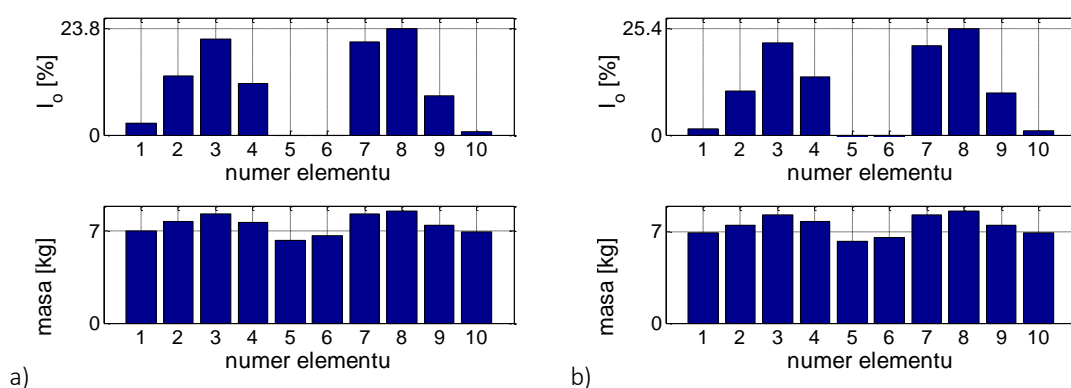 23.8
I_o [%]
0
1 2 3 4 5 6 7 8 9 10
numer elementu
7
masa [kg]
0
1 2 3 4 5 6 7 8 9 10
numer elementu
a)
25.4
I_o [%]
0
1 2 3 4 5 6 7 8 9 10
numer elementu
7
masa [kg]
0
1 2 3 4 5 6 7 8 9 10
numer elementu
b)